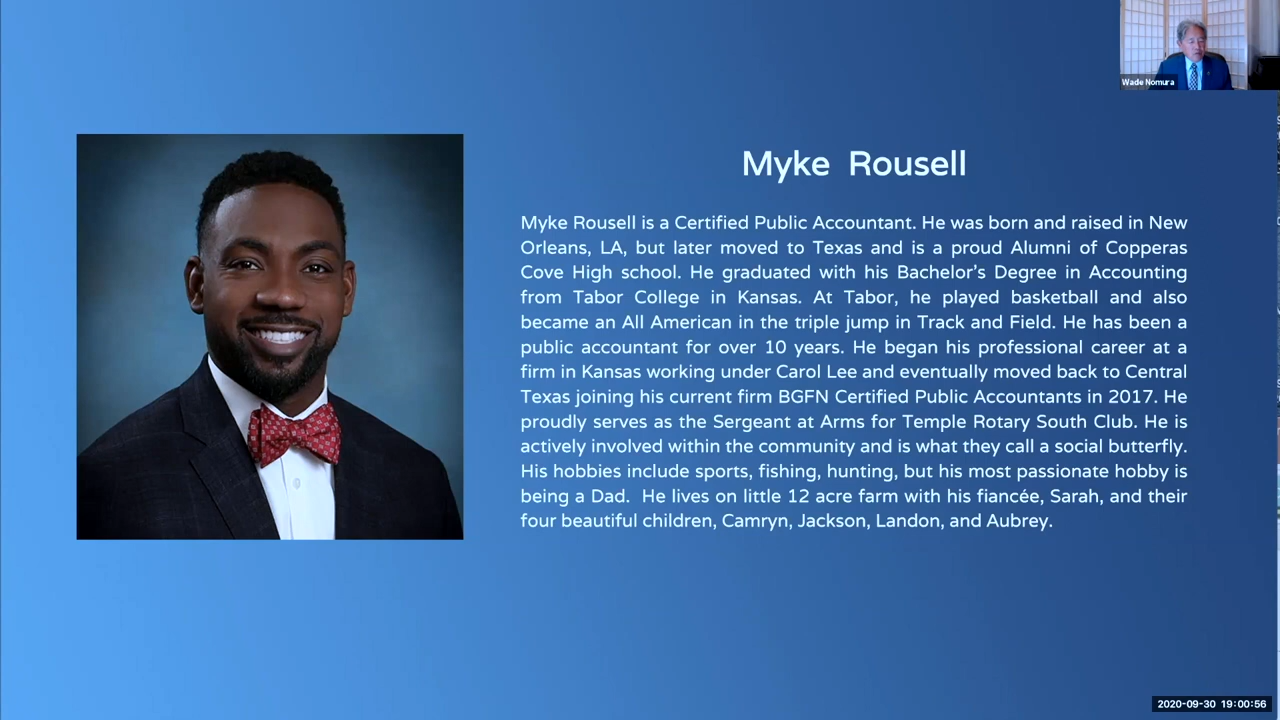 Wade Nomura
Myke Rousell
Myke Rousell is a Certified Public Accountant. He was born and raised in New
Orleans, LA, but later moved to Texas and is a proud Alumni of Copperas
Cove High school. He graduated with his Bachelor's Degree in Accounting
from Tabor College in Kansas. At Tabor, he played basketball and also
became an All American in the triple jump in Track and Field. He has been a
public accountant for over 10 years. He began his professional career at a
firm in Kansas working under Carol Lee and eventually moved back to Central
Texas joining his current firm BGFN Certified Public Accountants in 2017. He
proudly serves as the Sergeant at Arms for Temple Rotary South Club. He is
actively involved within the community and is what they call a social butterfly.
His hobbies include sports, fishing, hunting, but his most passionate hobby is
being a Dad.  He lives on little 12 acre farm with his fiancée, Sarah, and their
four beautiful children, Camryn, Jackson, Landon, and Aubrey.
2020-09-30 19:00:56